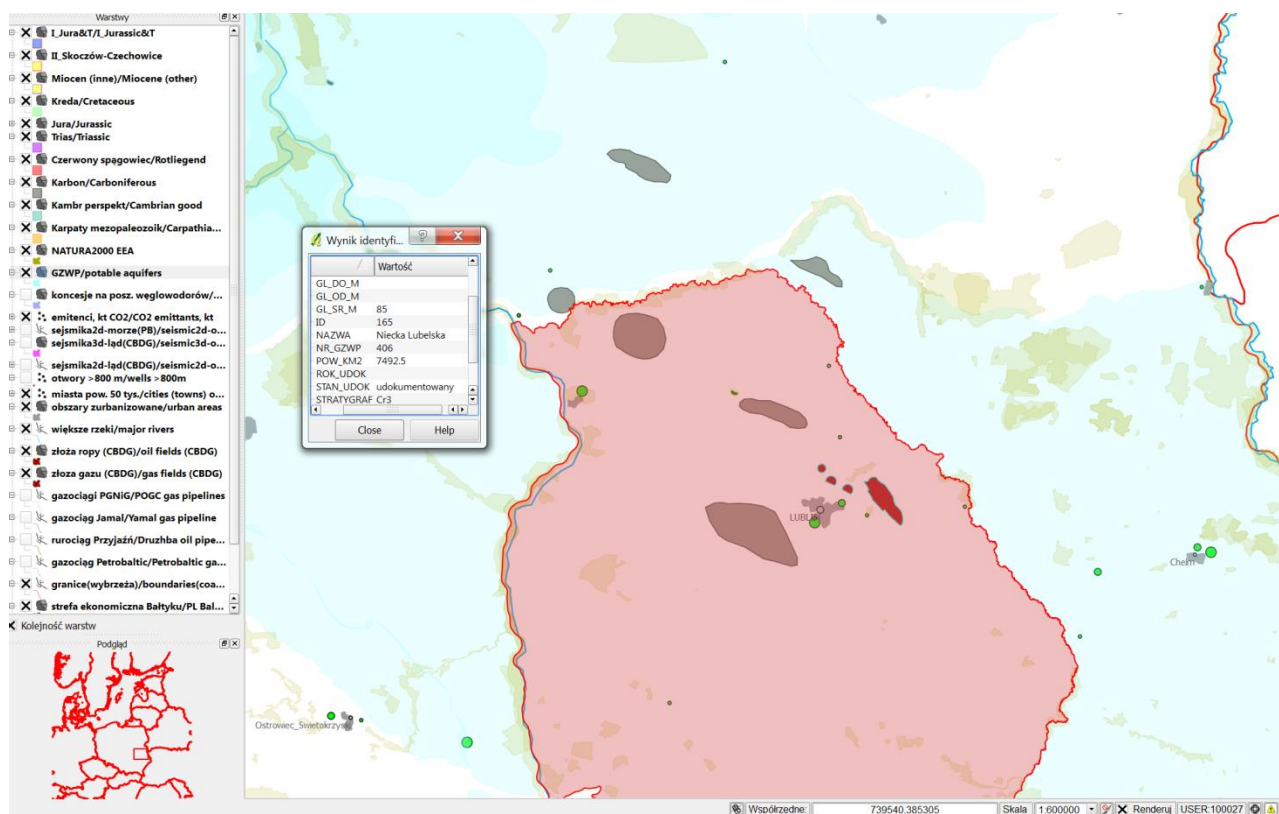 Warstwy
I_Jura&T/I_Jurassic&T
II_Skoczów-Czechowice
Miocen (inne)/Miocene (other)
Kreda/Cretaceous
Jura/Jurassic
Trias/Triassic
Czerwony spągowiec/Rotliegend
Karbon/Carboniferous
Kambr perspekt/Cambrian good
Karpaty mezopaleozoik/Carpathia...
NATURA2000 EEA
GZWP/potable aquifers
koncesje na posz. węglowodorów/...
emitenci, kt CO2/CO2 emittants, kt
sejsmika2d-morze(PB)/seismic2d-o...
sejsmika3d-ląd(CBDG)/seismic3d-o...
sejsmika2d-ląd(CBDG)/seismic2d-o...
otwory >800 m/wells >800m
miasta pow. 50 tys./cities (towns) o...
obszary zurbanizowane/urban areas
większe rzeki/major rivers
złoża ropy (CBDG)/oil fields (CBDG)
złoza gazu (CBDG)/gas fields (CBDG)
gazociągi PGNiG/POGC gas pipelines
gazociąg Jamal/Yamal gas pipeline
rurociąg Przyjaźń/Druzhba oil pipe...
gazociąg Petrobaltic/Petrobaltic ga...
granice(wybrzeża)/boundaries(coa...
strefa ekonomiczna Bałtyku/PL Bal...
Kolejność warstw
Podgląd
Wynik identyfi...
Wartość
GL_DO_M
GL_OD_M
GL_SR_M 85
ID 165
NAZWA Niecka Lubelska
NR_GZWP 406
POW_KM2 7492.5
ROK_UDOK
STAN_UDOK udokumentowany
STRATYGRAF Cr3
Close Help
Chełm
Współrzędne: 739540,385305 Skala 1:600000 Renderuj USER:100027